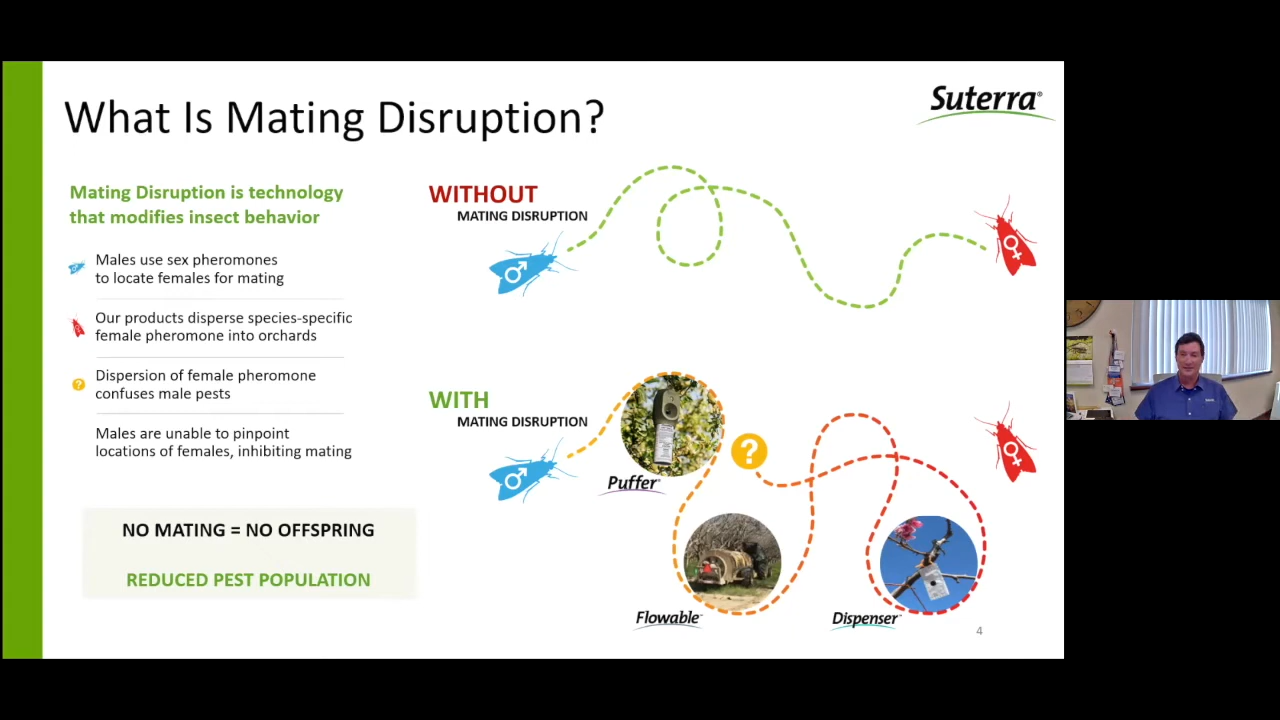 What Is Mating Disruption?
Suterra®
Mating Disruption is technology
that modifies insect behavior
Males use sex pheromones
to locate females for mating
Our products disperse species-specific
female pheromone into orchards
?
Dispersion of female pheromone
confuses male pests
Males are unable to pinpoint
locations of females, inhibiting mating
NO MATING = NO OFFSPRING
REDUCED PEST POPULATION
WITHOUT
MATING DISRUPTION
WITH
MATING DISRUPTION
?
Puffer®
Flowable™
Dispenser™
4